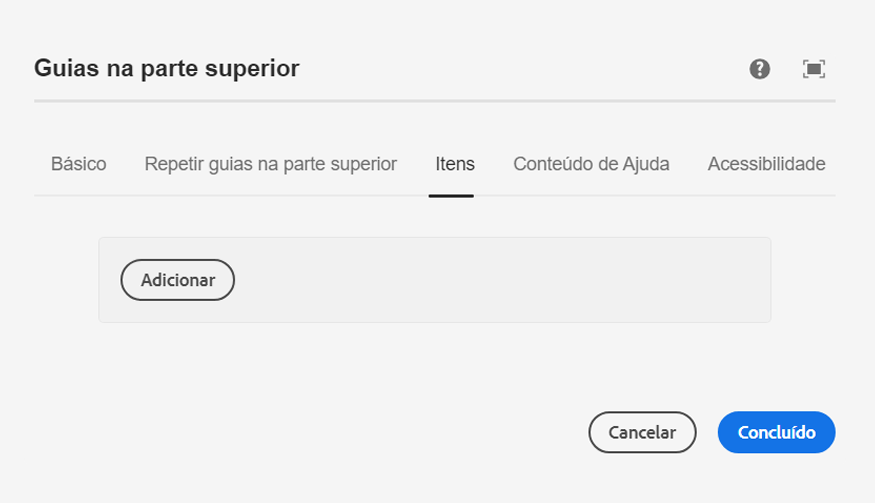 Guias na parte superior
Básico Repetir guias na parte superior Itens Conteúdo de Ajuda Acessibilidade
Adicionar
Cancelar Concluído